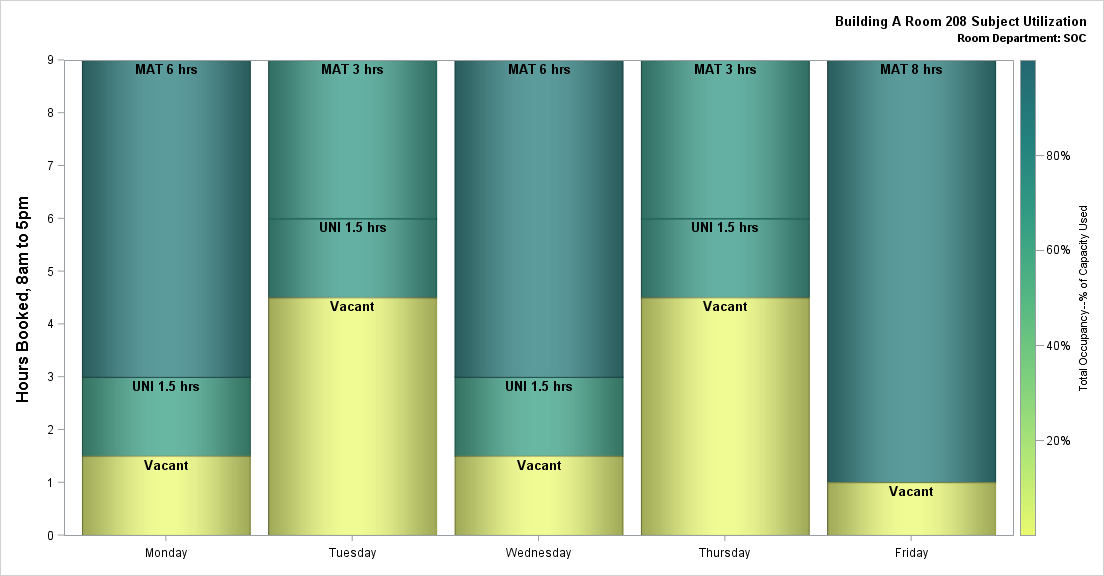 Building A Room 208 Subject Utilization
Room Department: SOC
Hours Booked, 8am to 5pm
9
8
7
6
5
4
3
2
1
0
MAT 6 hrs
UNI 1.5 hrs
Vacant
MAT 3 hrs
UNI 1.5 hrs
Vacant
MAT 6 hrs
UNI 1.5 hrs
Vacant
MAT 3 hrs
UNI 1.5 hrs
Vacant
MAT 8 hrs
Vacant
Monday
Tuesday
Wednesday
Thursday
Friday
80%
60%
40%
20%
Total Occupancy--% of Capacity Used